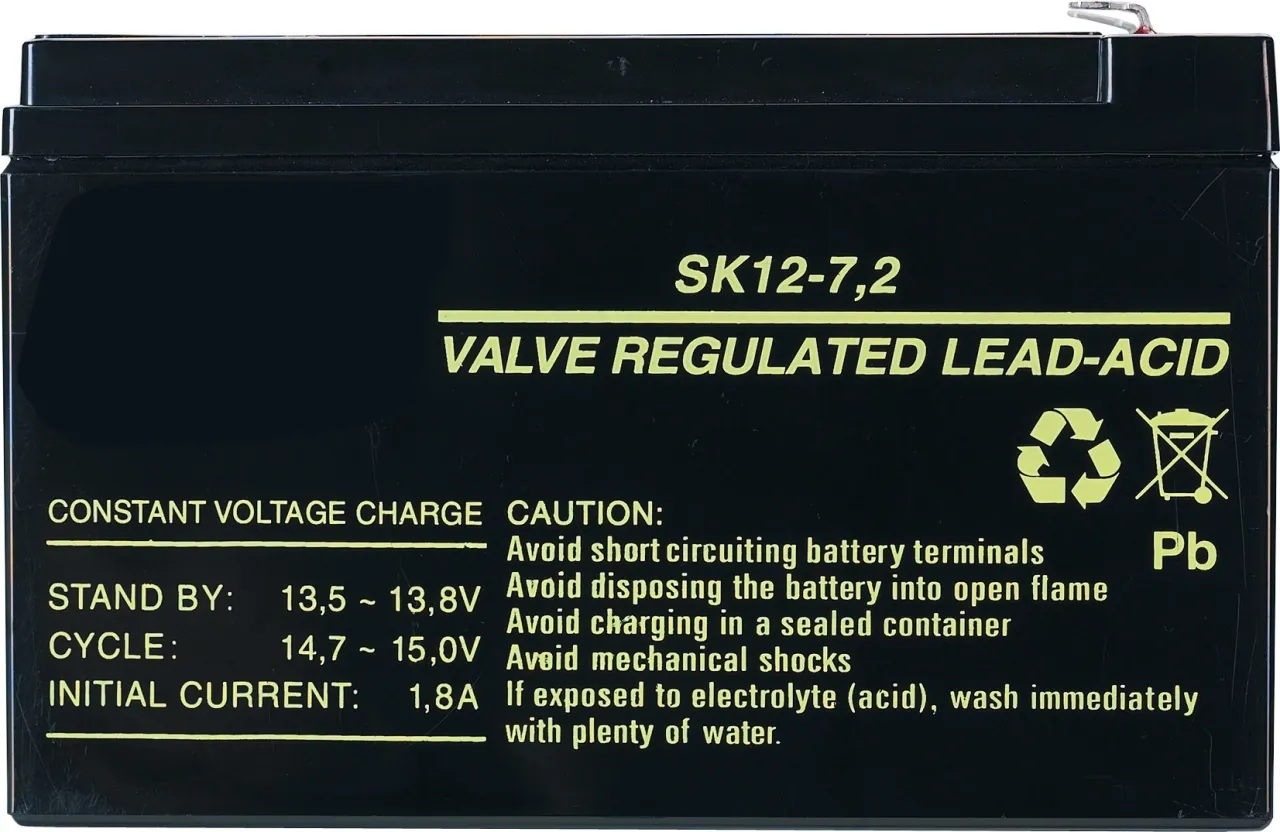 SK12-7,2
VALVE REGULATED LEAD-ACID
CONSTANT VOLTAGE CHARGE
STAND BY: 13,5 ~ 13,8V
CYCLE: 14,7 ~ 15,0V
INITIAL CURRENT: 1,8A
CAUTION:
Avoid short circuiting battery terminals
Avoid disposing the battery into open flame
Avoid charging in a sealed container
Avoid mechanical shocks
If exposed to electrolyte (acid), wash immediately
with plenty of water.
Pb